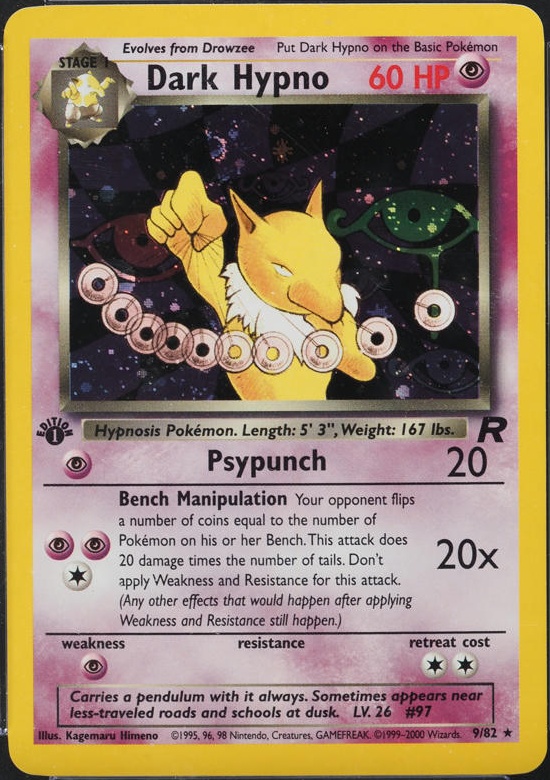 Evolves from Drowzee Put Dark Hypno on the Basic Pokémon
STAGE 1
Dark Hypno 60 HP
EDITION
1
Hypnosis Pokémon. Length: 5' 3", Weight: 167 lbs.
R
Psypunch 20
Bench Manipulation Your opponent flips
a number of coins equal to the number of
Pokémon on his or her Bench. This attack does
20 damage times the number of tails. Don't
apply Weakness and Resistance for this attack.
(Any other effects that would happen after applying
Weakness and Resistance still happen.)
20x
weakness resistance retreat cost
Carries a pendulum with it always. Sometimes appears near
less-traveled roads and schools at dusk. LV. 26 #97
Illus. Kagemaru Himeno ©1995, 96, 98 Nintendo, Creatures, GAMEFREAK. ©1999-2000 Wizards. 9/82 ★